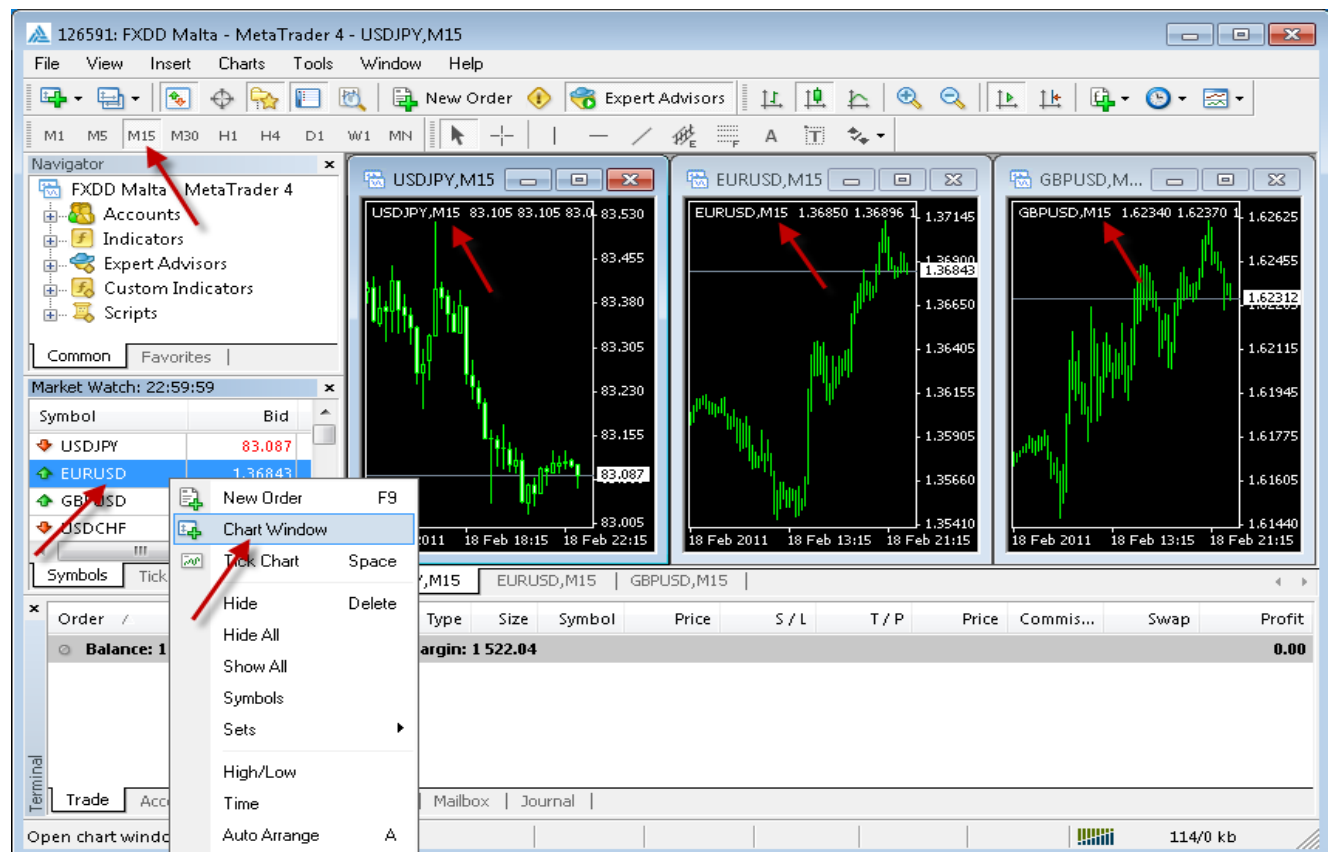 126591: FXDD Malta - MetaTrader 4 - USDJPY,M15
File View Insert Charts Tools Window Help
New Order Expert Advisors
M1 M5 M15 M30 H1 H4 D1 W1 MN E F A T
Navigator
FXDD Malta - MetaTrader 4
Accounts
Indicators
Expert Advisors
Custom Indicators
Scripts
Common Favorites
Market Watch: 22:59:59
Symbol Bid
USDJPY 83.087
EURUSD 1.36843
GBPUSD
USDCHF
Symbols Tick
New Order F9
Chart Window
Tick Chart Space
Hide Delete
Hide All
Show All
Symbols
Sets
High/Low
Time
Auto Arrange A
USDJPY,M15
USDJPY,M15 83.105 83.105 83.0
83.530
83.455
83.380
83.305
83.230
83.155
83.087
83.005
2011 18 Feb 18:15 18 Feb 22:15
EURUSD,M15
EURUSD,M15 1.36850 1.36896 1
1.37145
1.36900
1.36843
1.36650
1.36405
1.36155
1.35905
1.35660
1.35410
18 Feb 2011 18 Feb 13:15 18 Feb 21:15
GBPUSD,M...
GBPUSD,M15 1.62340 1.62370 1
1.62625
1.62455
1.62312
1.62115
1.61945
1.61775
1.61605
1.61440
18 Feb 2011 18 Feb 13:15 18 Feb 21:15
,M15 EURUSD,M15 GBPUSD,M15
Order / Type Size Symbol Price S / L T / P Price Commis... Swap Profit
Balance: 1 argin: 1 522.04 0.00
Terminal
Trade Acc Mailbox Journal
Open chart windo 114/0 kb